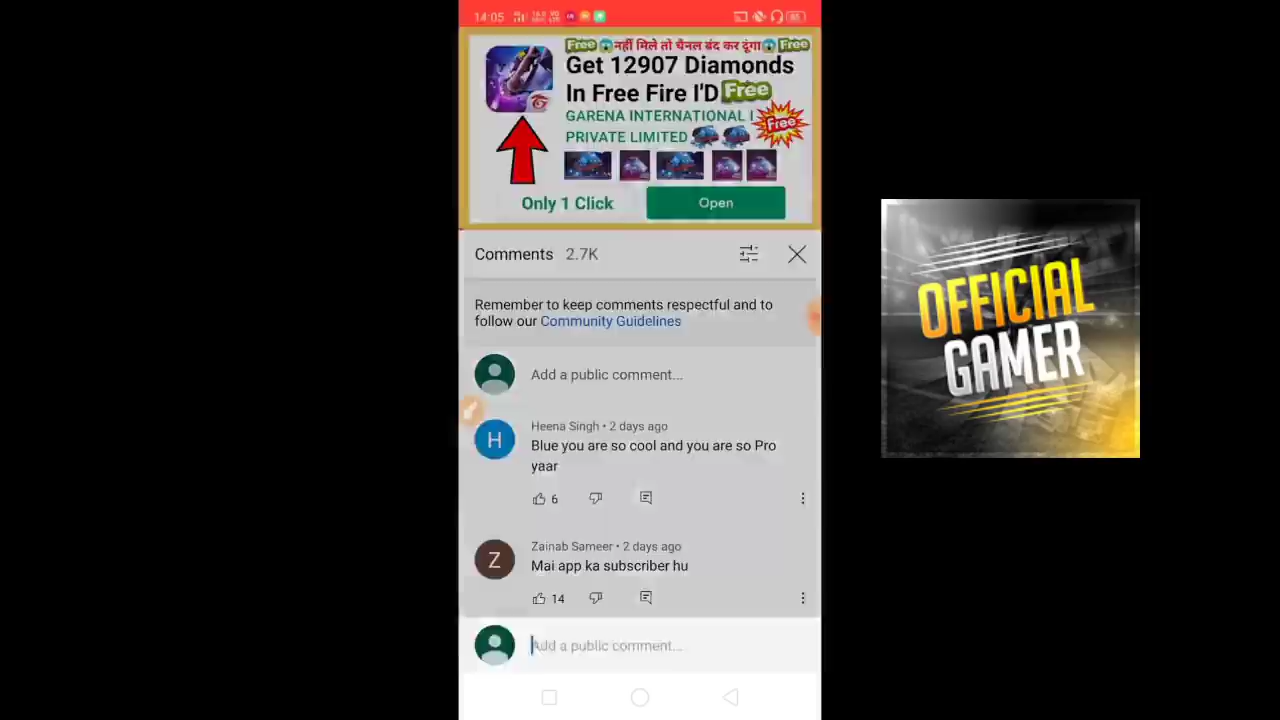 14:05
Free नहीं मिले तो चैनल बंद कर दूंगा Free
Get 12907 Diamonds
In Free Fire I'D Free
GARENA INTERNATIONAL I
PRIVATE LIMITED
Free
Only 1 Click
Open
Comments 2.7K
Remember to keep comments respectful and to
follow our Community Guidelines
Add a public comment...
Heena Singh • 2 days ago
Blue you are so cool and you are so Pro
yaar
6
Zainab Sameer • 2 days ago
Mai app ka subscriber hu
14
Add a public comment...
OFFICIAL
GAMER